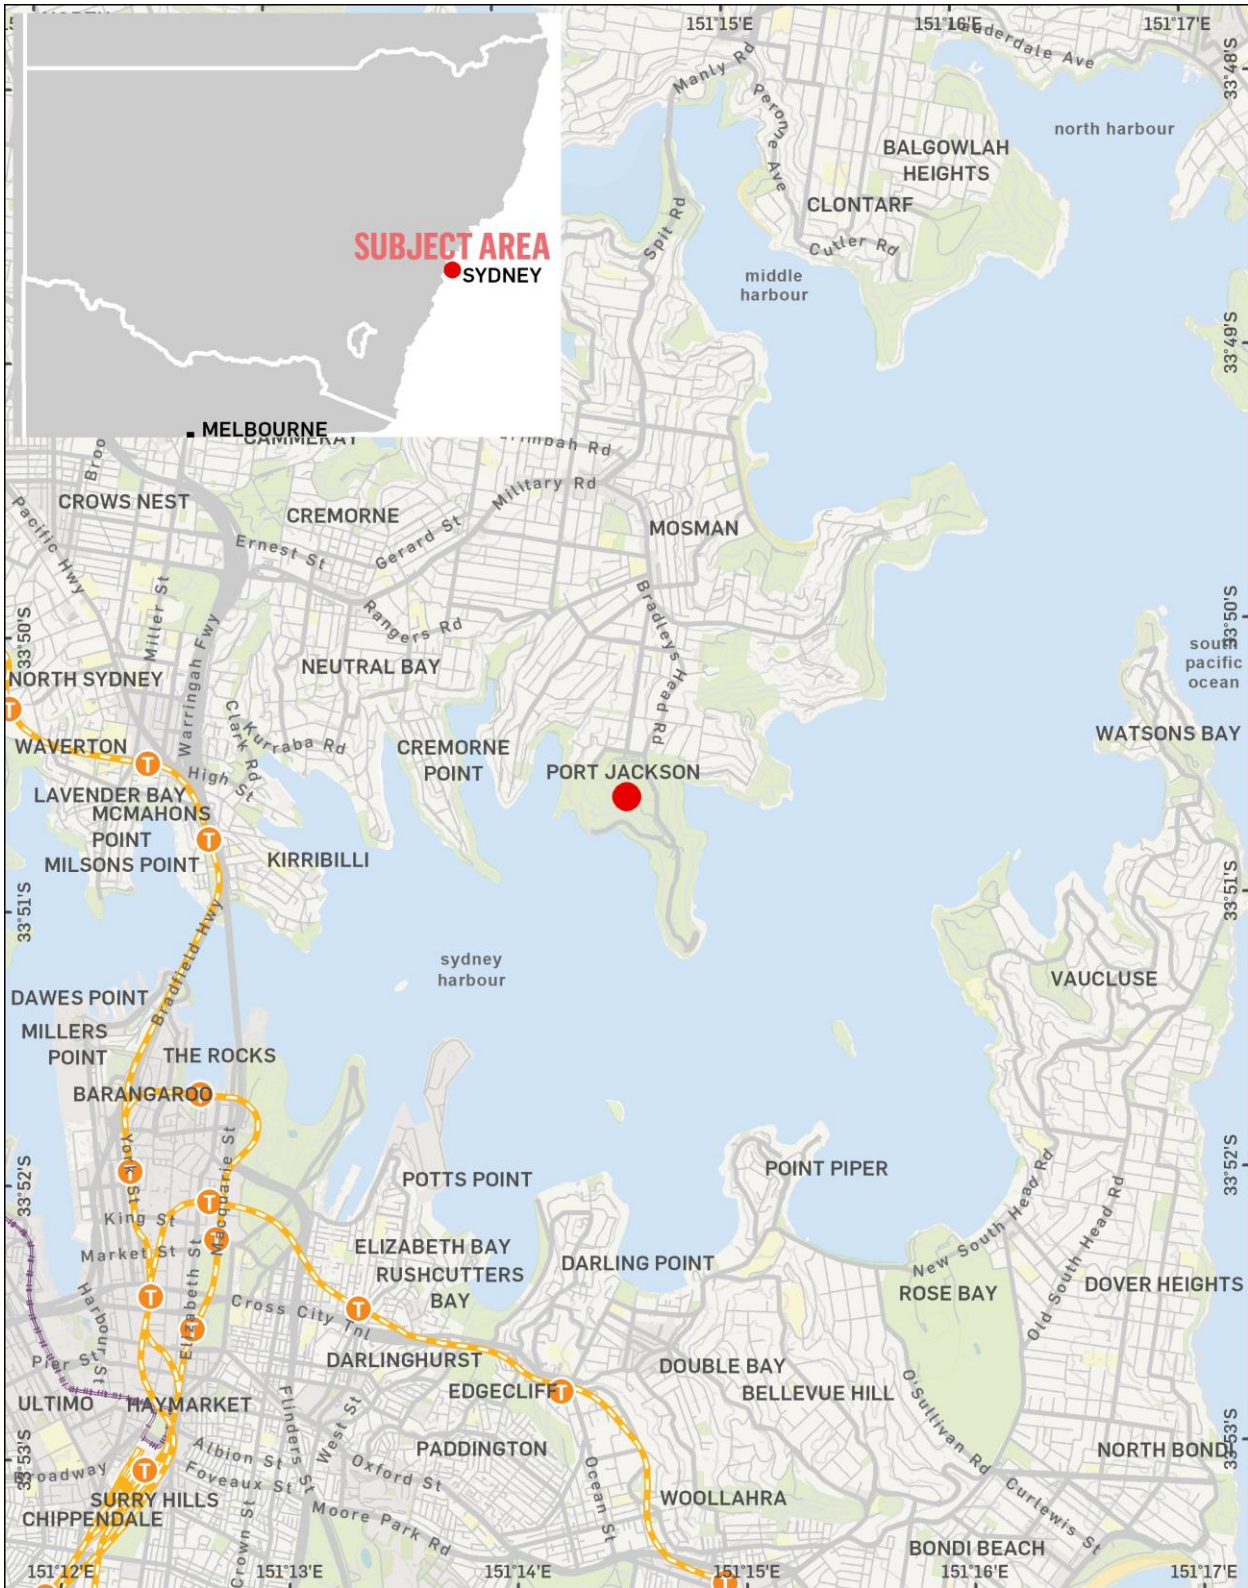 151°15'E
151°16'E
151°17'E
Lauderdale Ave
33°48'S
Manly Rd
Peronne Ave
north harbour
BALGOWLAH
HEIGHTS
CLONTARF
Cutler Rd
Spit Rd
SUBJECT AREA
SYDNEY
middle
harbour
33°49'S
MELBOURNE
CAMMERAY
Military Rd
CROWS NEST
CREMORNE
MOSMAN
Pacific Hwy
Ernest St
Gerard St
Miller St
Rangers Rd
Bradleys Head Rd
33°50'S
33°50'S
Warringah Fwy
NEUTRAL BAY
south
pacific
ocean
NORTH SYDNEY
Clark Rd
Kurraba Rd
WAVERTON
CREMORNE
POINT
WATSONS BAY
T
T
High St
PORT JACKSON
LAVENDER BAY
MCMAHONS
POINT
T
MILSONS POINT
KIRRIBILLI
33°51'S
33°51'S
Bradfield Hwy
sydney
harbour
VAUCLUSE
DAWES POINT
MILLERS
POINT
THE ROCKS
BARANGAROO
T
York St
Macquarie St
T
POTTS POINT
POINT PIPER
33°52'S
33°52'S
T
King St
Market St
T
ELIZABETH BAY
RUSHCUTTERS
BAY
DARLING POINT
New South Head Rd
Old South Head Rd
ROSE BAY
DOVER HEIGHTS
Harbour St
Elizabeth St
T
T
T
Cross City Tnl
Pier St
DARLINGHURST
DOUBLE BAY
EDGECLIFF
T
BELLEVUE HILL
ULTIMO
HAYMARKET
Flinders St
West St
O'Sullivan Rd
PADDINGTON
NORTH BONDI
33°53'S
33°53'S
Broadway
T
Albion St
Foveaux St
Oxford St
Ocean St
SURRY HILLS
CHIPPENDALE
Crown St
Moore Park Rd
WOOLLAHRA
Curlewis St
BONDI BEACH
T
151°12'E
151°13'E
151°14'E
151°15'E
151°16'E
151°17'E